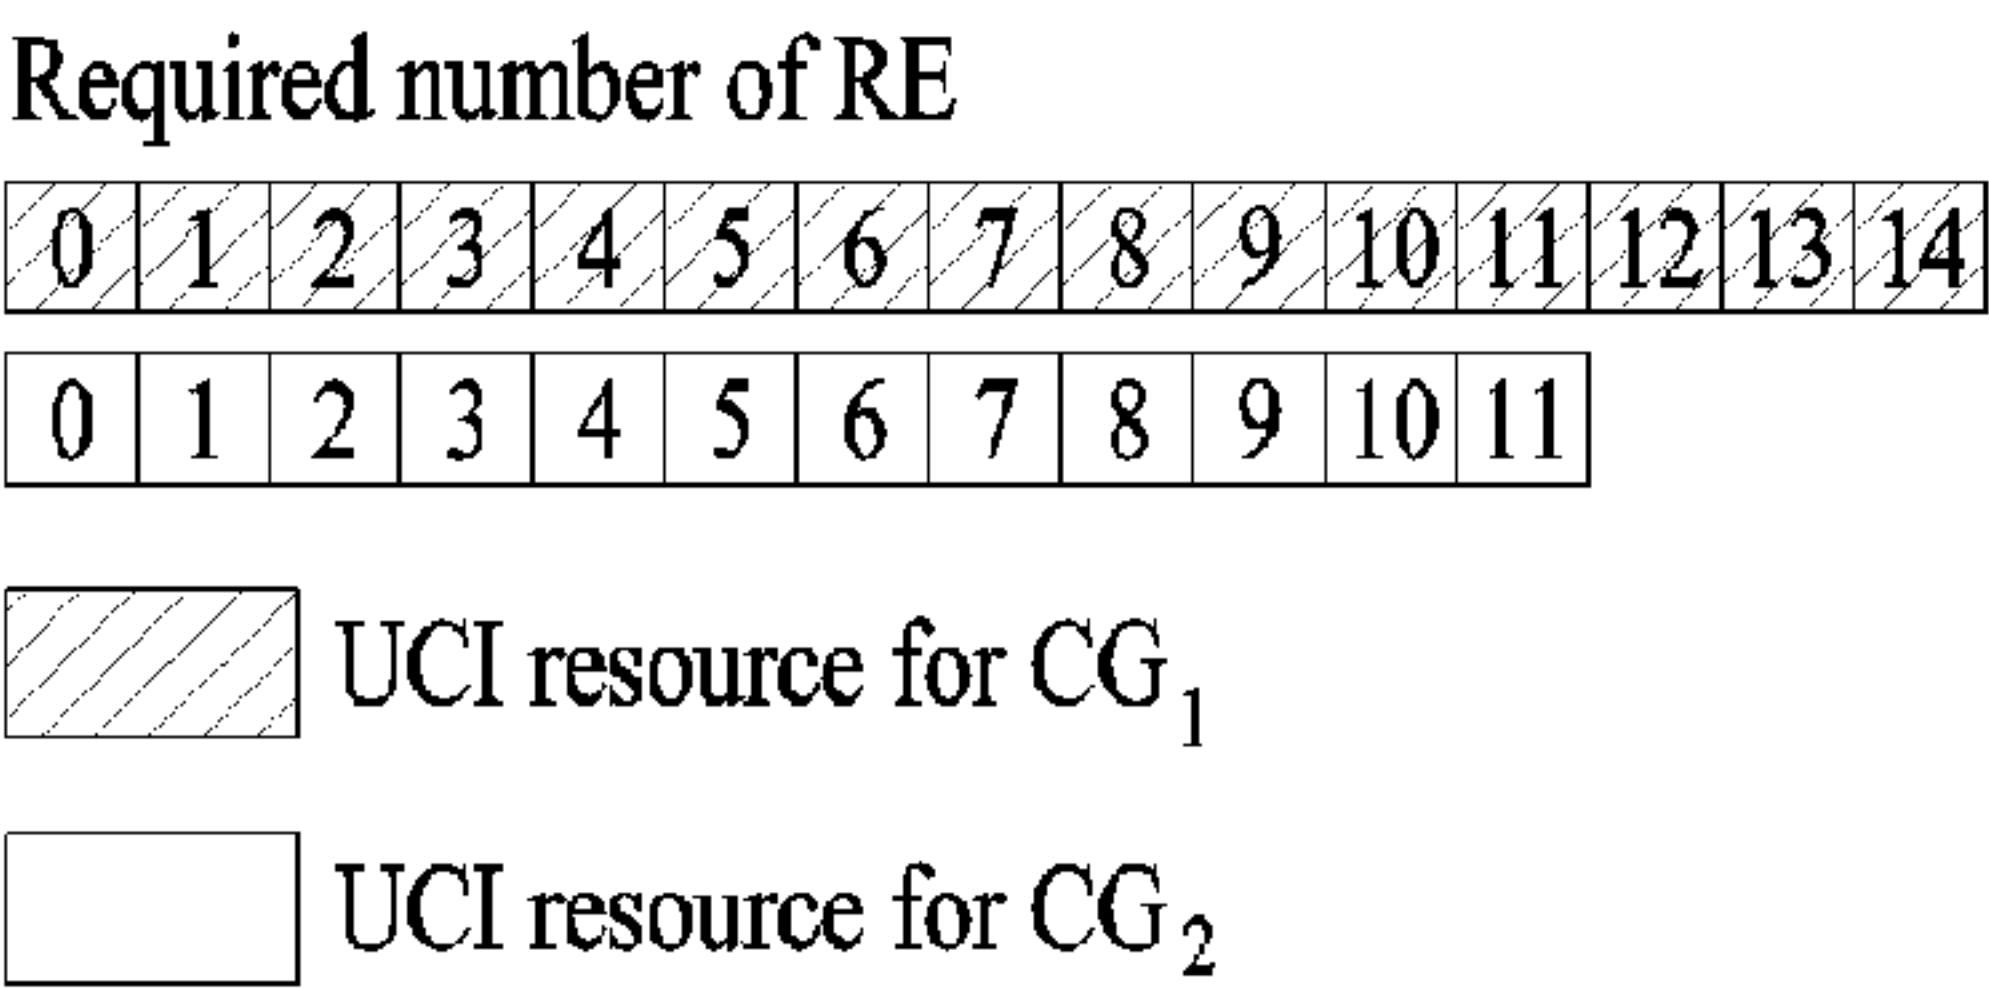 Required number of RE
0 1 2 3 4 5 6 7 8 9 10 11 12 13 14
0 1 2 3 4 5 6 7 8 9 10 11
UCI resource for CG1
UCI resource for CG2